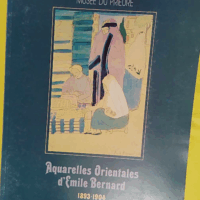 MUSÉE DU PRIEURÉ
Aquarelles Orientales
d'Emile Bernard
1893-1904